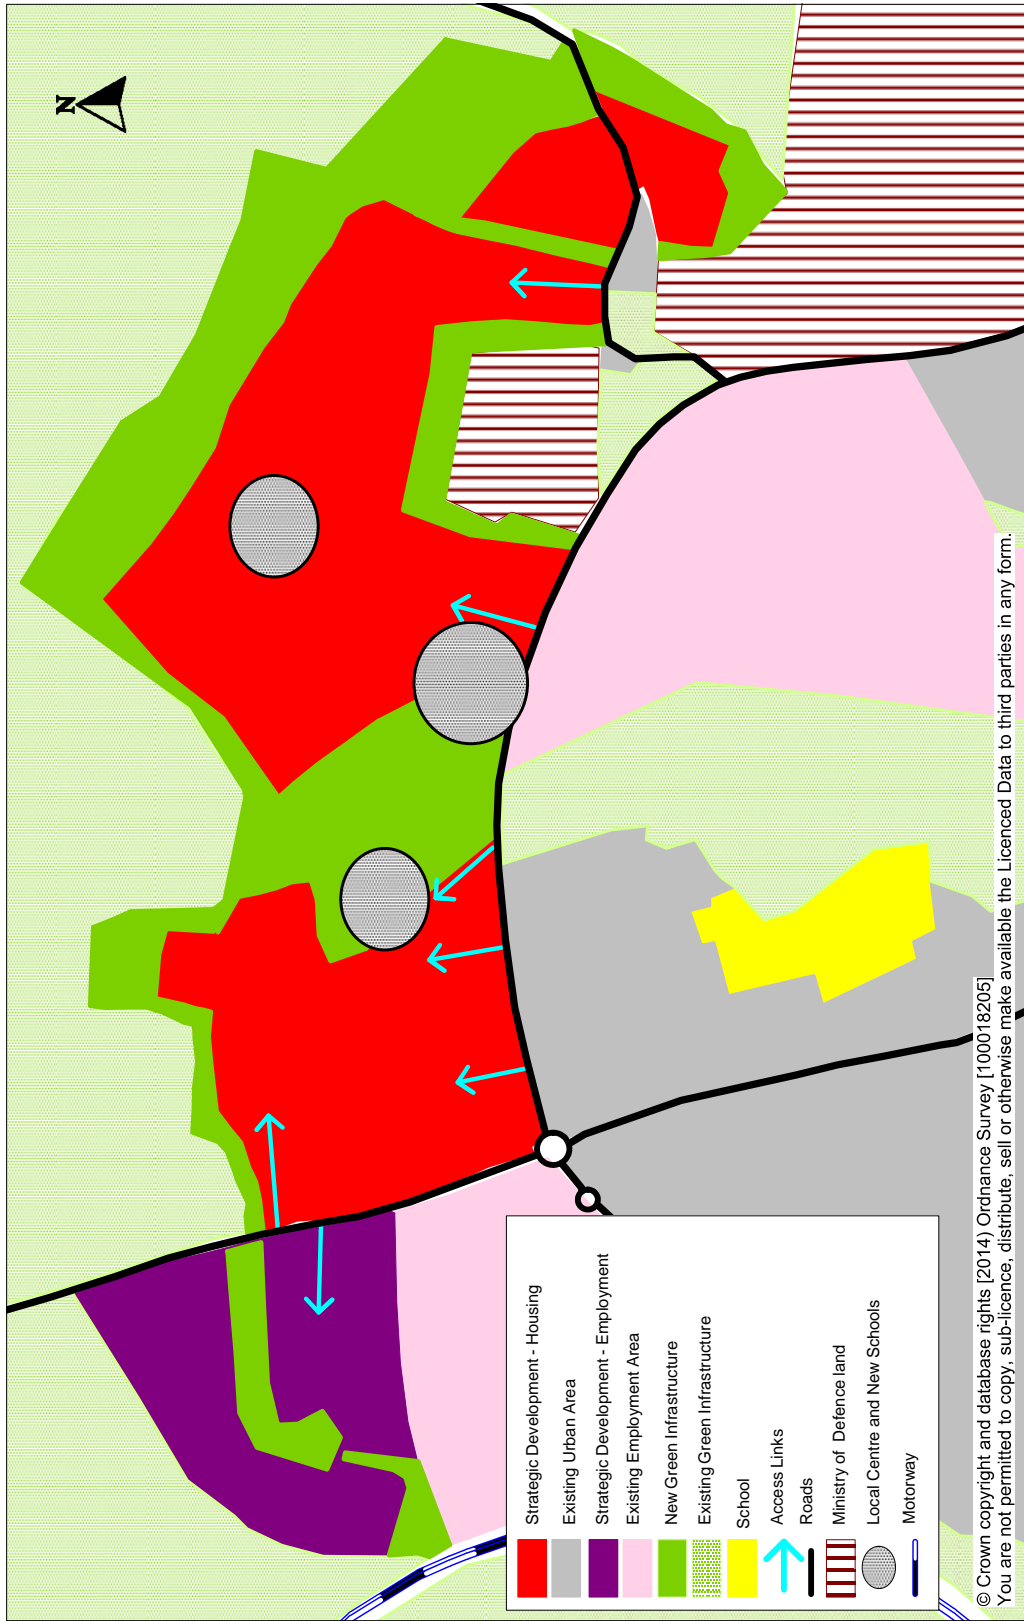 N
Strategic Development - Housing
Existing Urban Area
Strategic Development - Employment
Existing Employment Area
New Green Infrastructure
Existing Green Infrastructure
School
Access Links
Roads
Ministry of Defence land
Local Centre and New Schools
Motorway
© Crown copyright and database rights [2014) Ordnance Survey [100018205]
You are not permitted to copy, sub-licence, distribute, sell or otherwise make available the Licenced Data to third parties in any form.